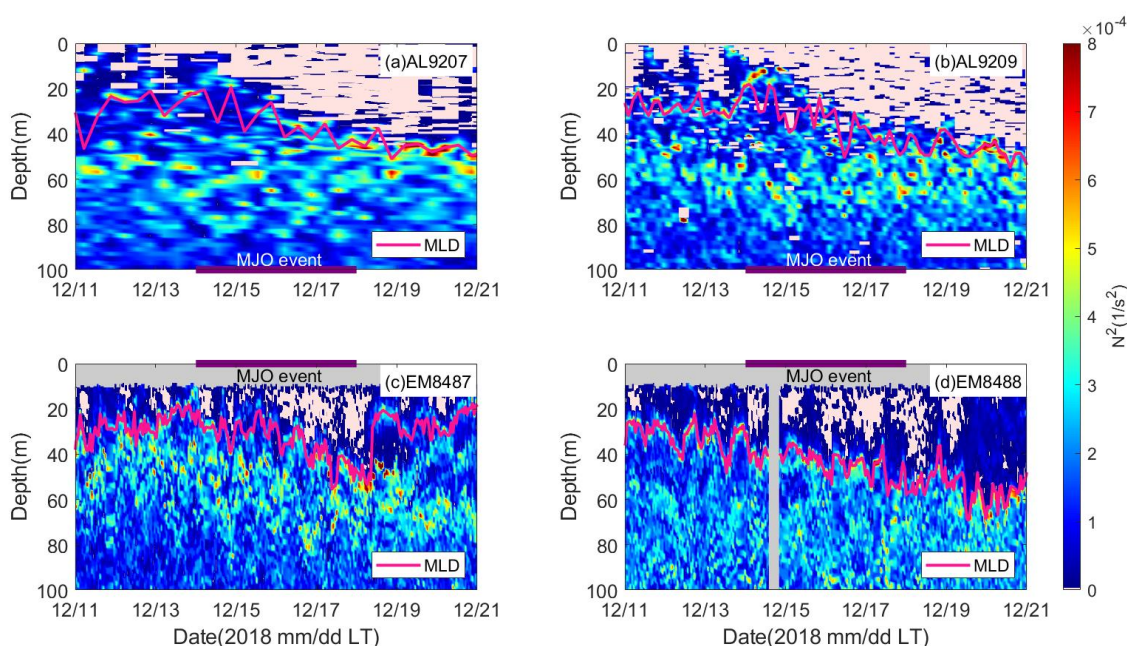 ×10⁻⁴
(a)AL9207
0
20
40
60
80
100
Depth(m)
MLD
MJO event
12/11 12/13 12/15 12/17 12/19 12/21
(b)AL9209
0
20
40
60
80
100
Depth(m)
MLD
MJO event
12/11 12/13 12/15 12/17 12/19 12/21
(c)EM8487
MJO event
0
20
40
60
80
100
Depth(m)
MLD
12/11 12/13 12/15 12/17 12/19 12/21
Date(2018 mm/dd LT)
(d)EM8488
MJO event
0
20
40
60
80
100
Depth(m)
MLD
12/11 12/13 12/15 12/17 12/19 12/21
Date(2018 mm/dd LT)
8
7
6
5
4
3
2
1
0
N²(1/s²)